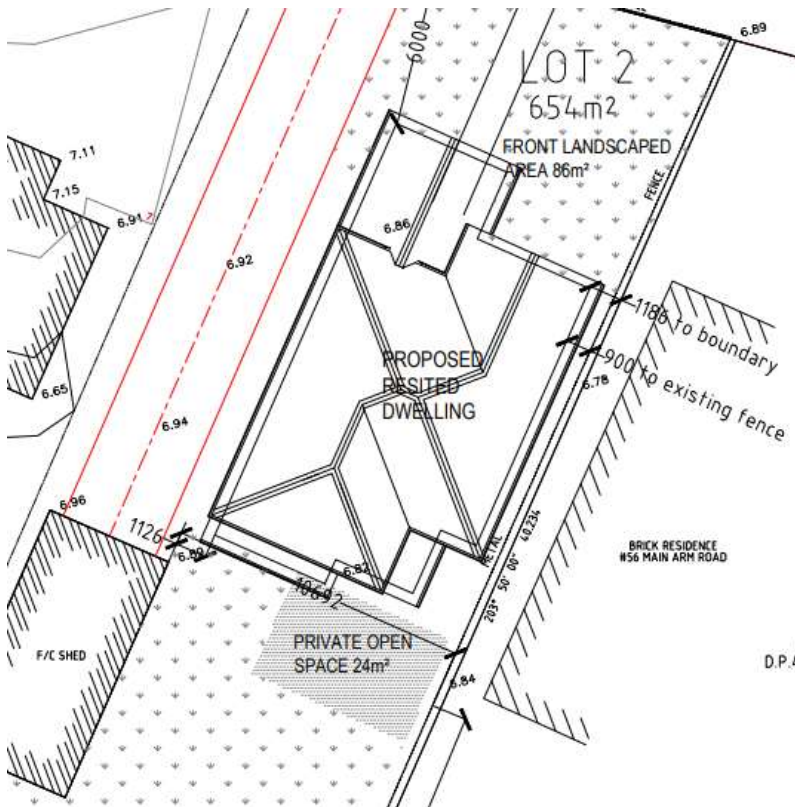 6.89
6000
LOT 2
654m²
FRONT LANDSCAPED
AREA 86m²
7.11
7.15
6.91
FENCE
6.86
6.92
1186 to boundary
900 to existing fence
PROPOSED
RESITED
DWELLING
6.78
6.65
6.94
6.96
1126
6.82
10692
203° 50' 00" 40.234
BRICK RESIDENCE
#56 MAIN ARM ROAD
F/C SHED
PRIVATE OPEN
SPACE 24m²
6.84
D.P.4